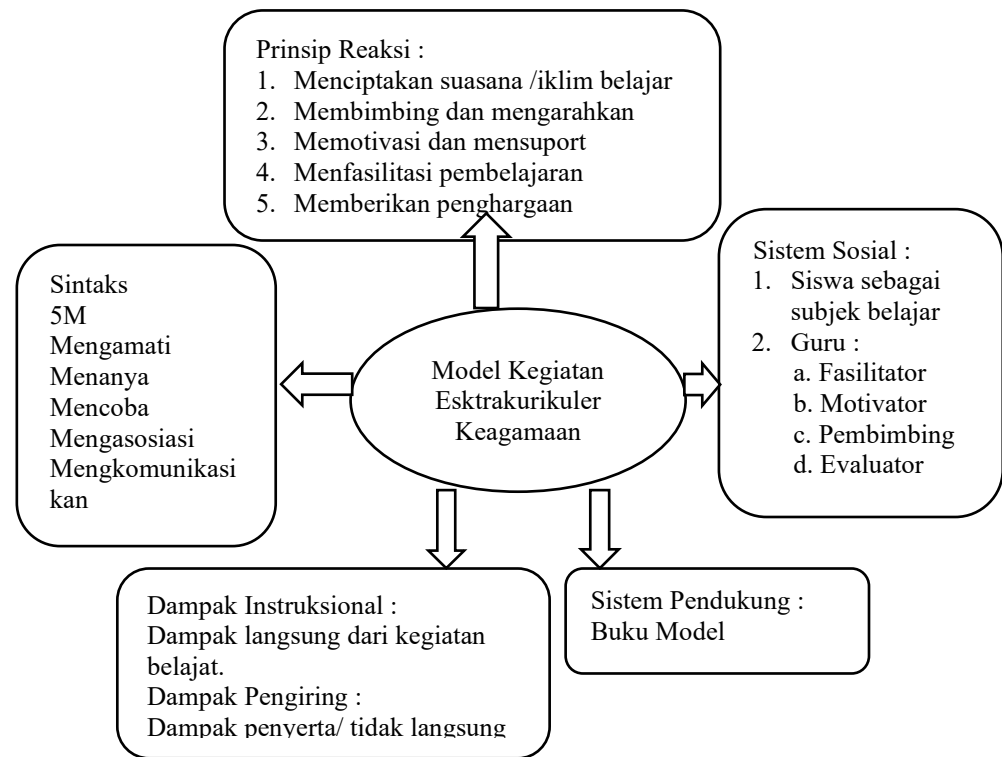 Prinsip Reaksi :
1. Menciptakan suasana /iklim belajar
2. Membimbing dan mengarahkan
3. Memotivasi dan mensuport
4. Menfasilitasi pembelajaran
5. Memberikan penghargaan
Sintaks
5M
Mengamati
Menanya
Mencoba
Mengasosiasi
Mengkomunikasi
kan
Model Kegiatan
Esktrakurikuler
Keagamaan
Sistem Sosial :
1. Siswa sebagai
subjek belajar
2. Guru :
a. Fasilitator
b. Motivator
c. Pembimbing
d. Evaluator
Dampak Instruksional :
Dampak langsung dari kegiatan
belajat.
Dampak Pengiring :
Dampak penyerta/ tidak langsung
Sistem Pendukung :
Buku Model